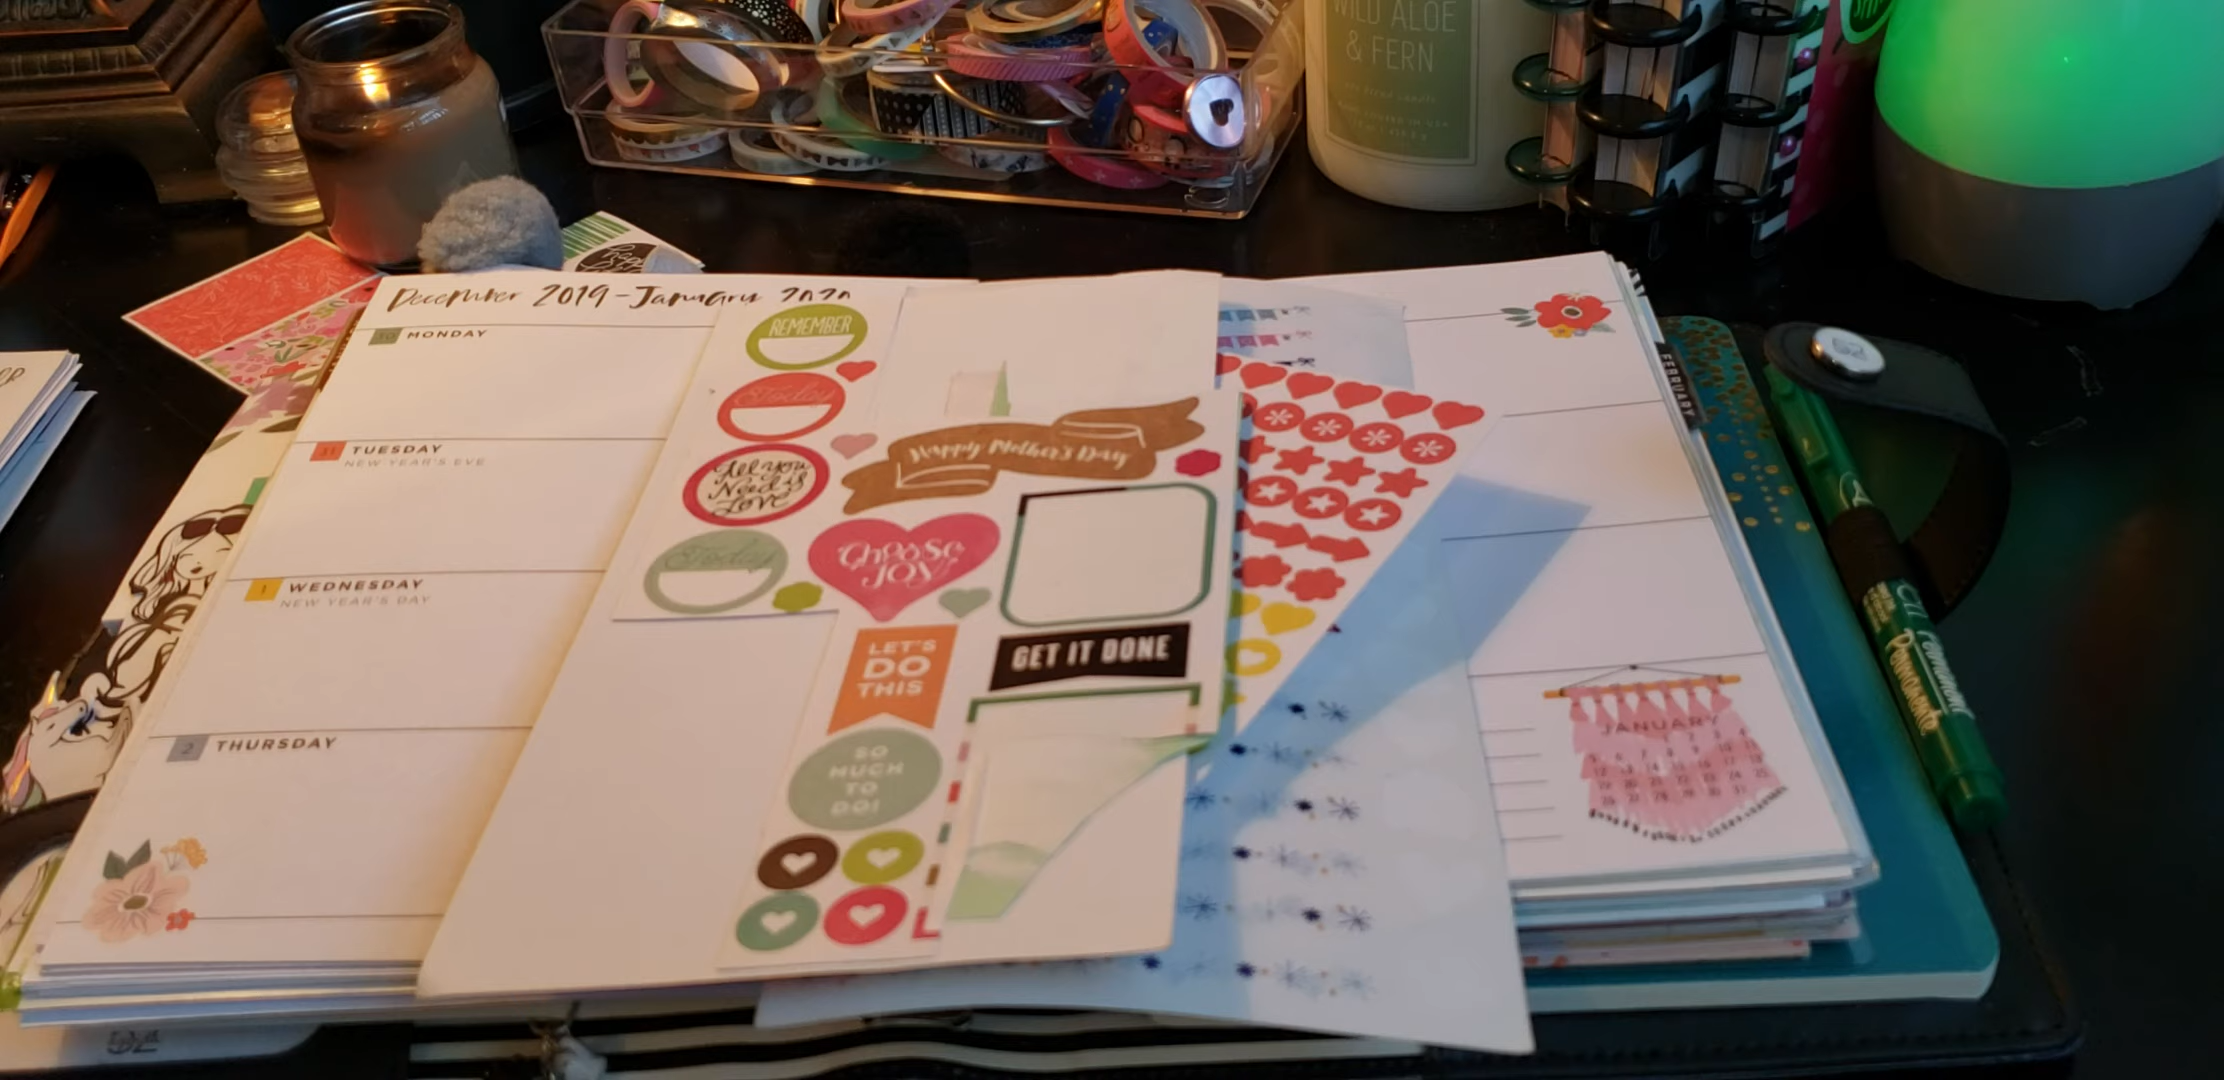 WILD ALOE
& FERN
December 2019-January 2020
30 MONDAY
31 TUESDAY
NEW YEAR'S EVE
1 WEDNESDAY
NEW YEAR'S DAY
2 THURSDAY
REMEMBER
Today
All you
Need is
Love
Today
Happy Mother's Day
Choose
JOY
LET'S
DO
THIS
GET IT DONE
SO
MUCH
TO
DO!
FEBRUARY
JANUARY
Permanent